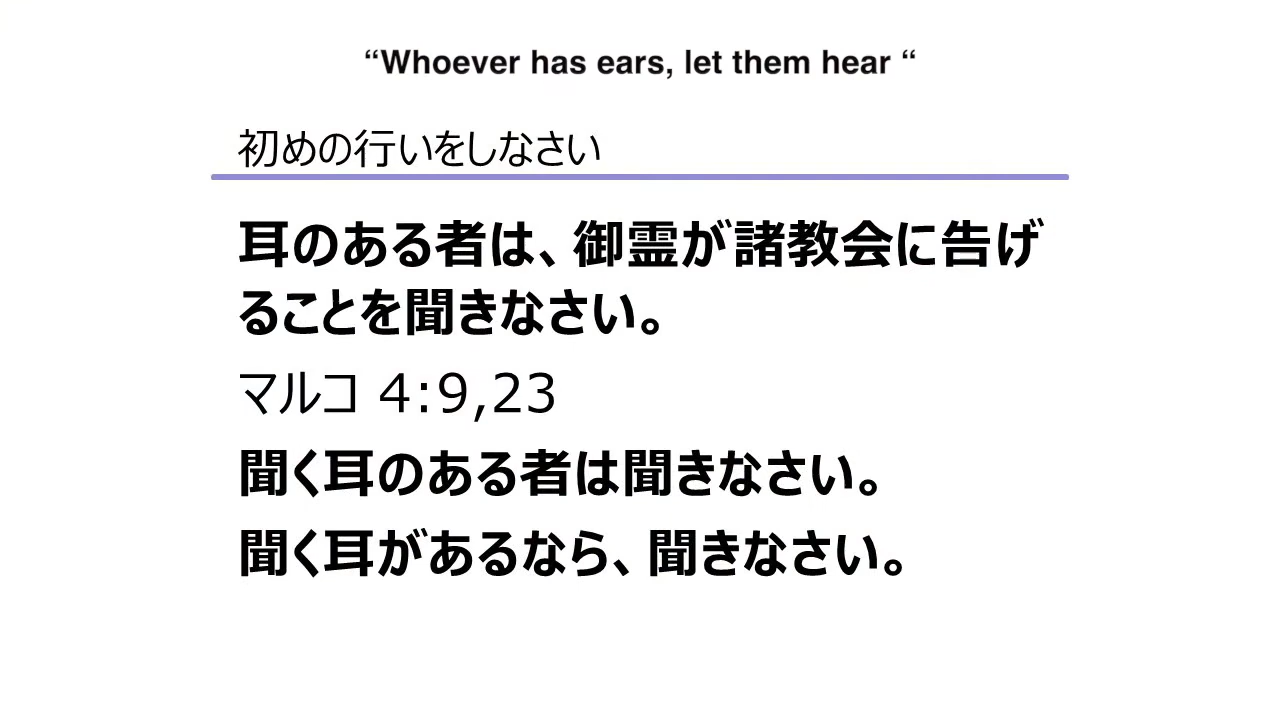 “Whoever has ears, let them hear “
初めの行いをしなさい
耳のある者は、御霊が諸教会に告げ
ることを聞きなさい。
マルコ 4:9,23
聞く耳のある者は聞きなさい。
聞く耳があるなら、聞きなさい。